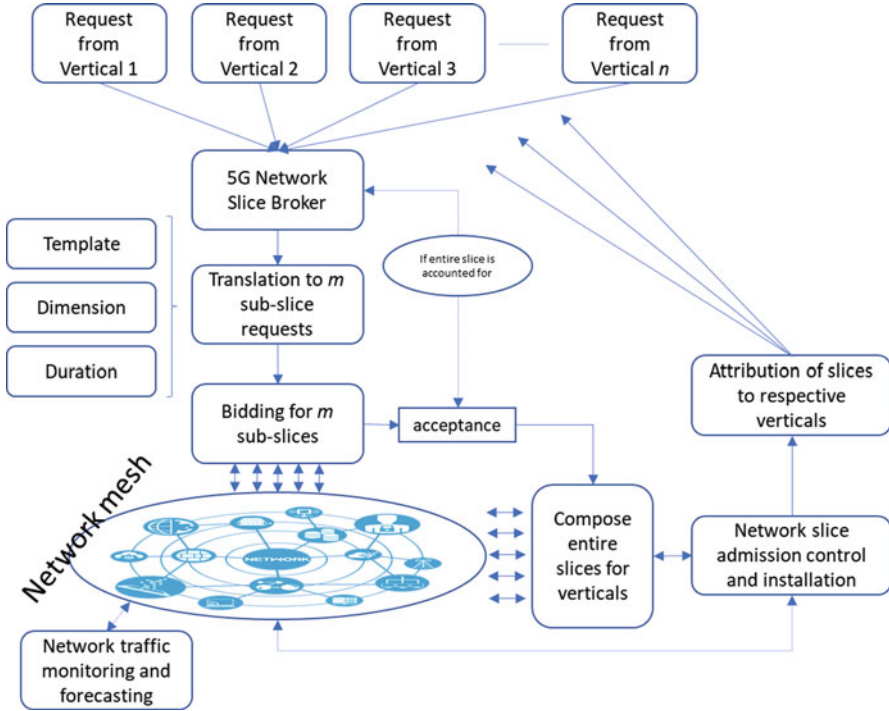 Request
from
Vertical 1
Request
from
Vertical 2
Request
from
Vertical 3
Request
from
Vertical n
5G Network
Slice Broker
Template
Dimension
Duration
Translation to m
sub-slice
requests
If entire slice is
accounted for
Bidding for m
sub-slices
acceptance
Attribution of slices
to respective
verticals
Network mesh
NETWORK
Compose
entire
slices for
verticals
Network slice
admission control
and installation
Network traffic
monitoring and
forecasting